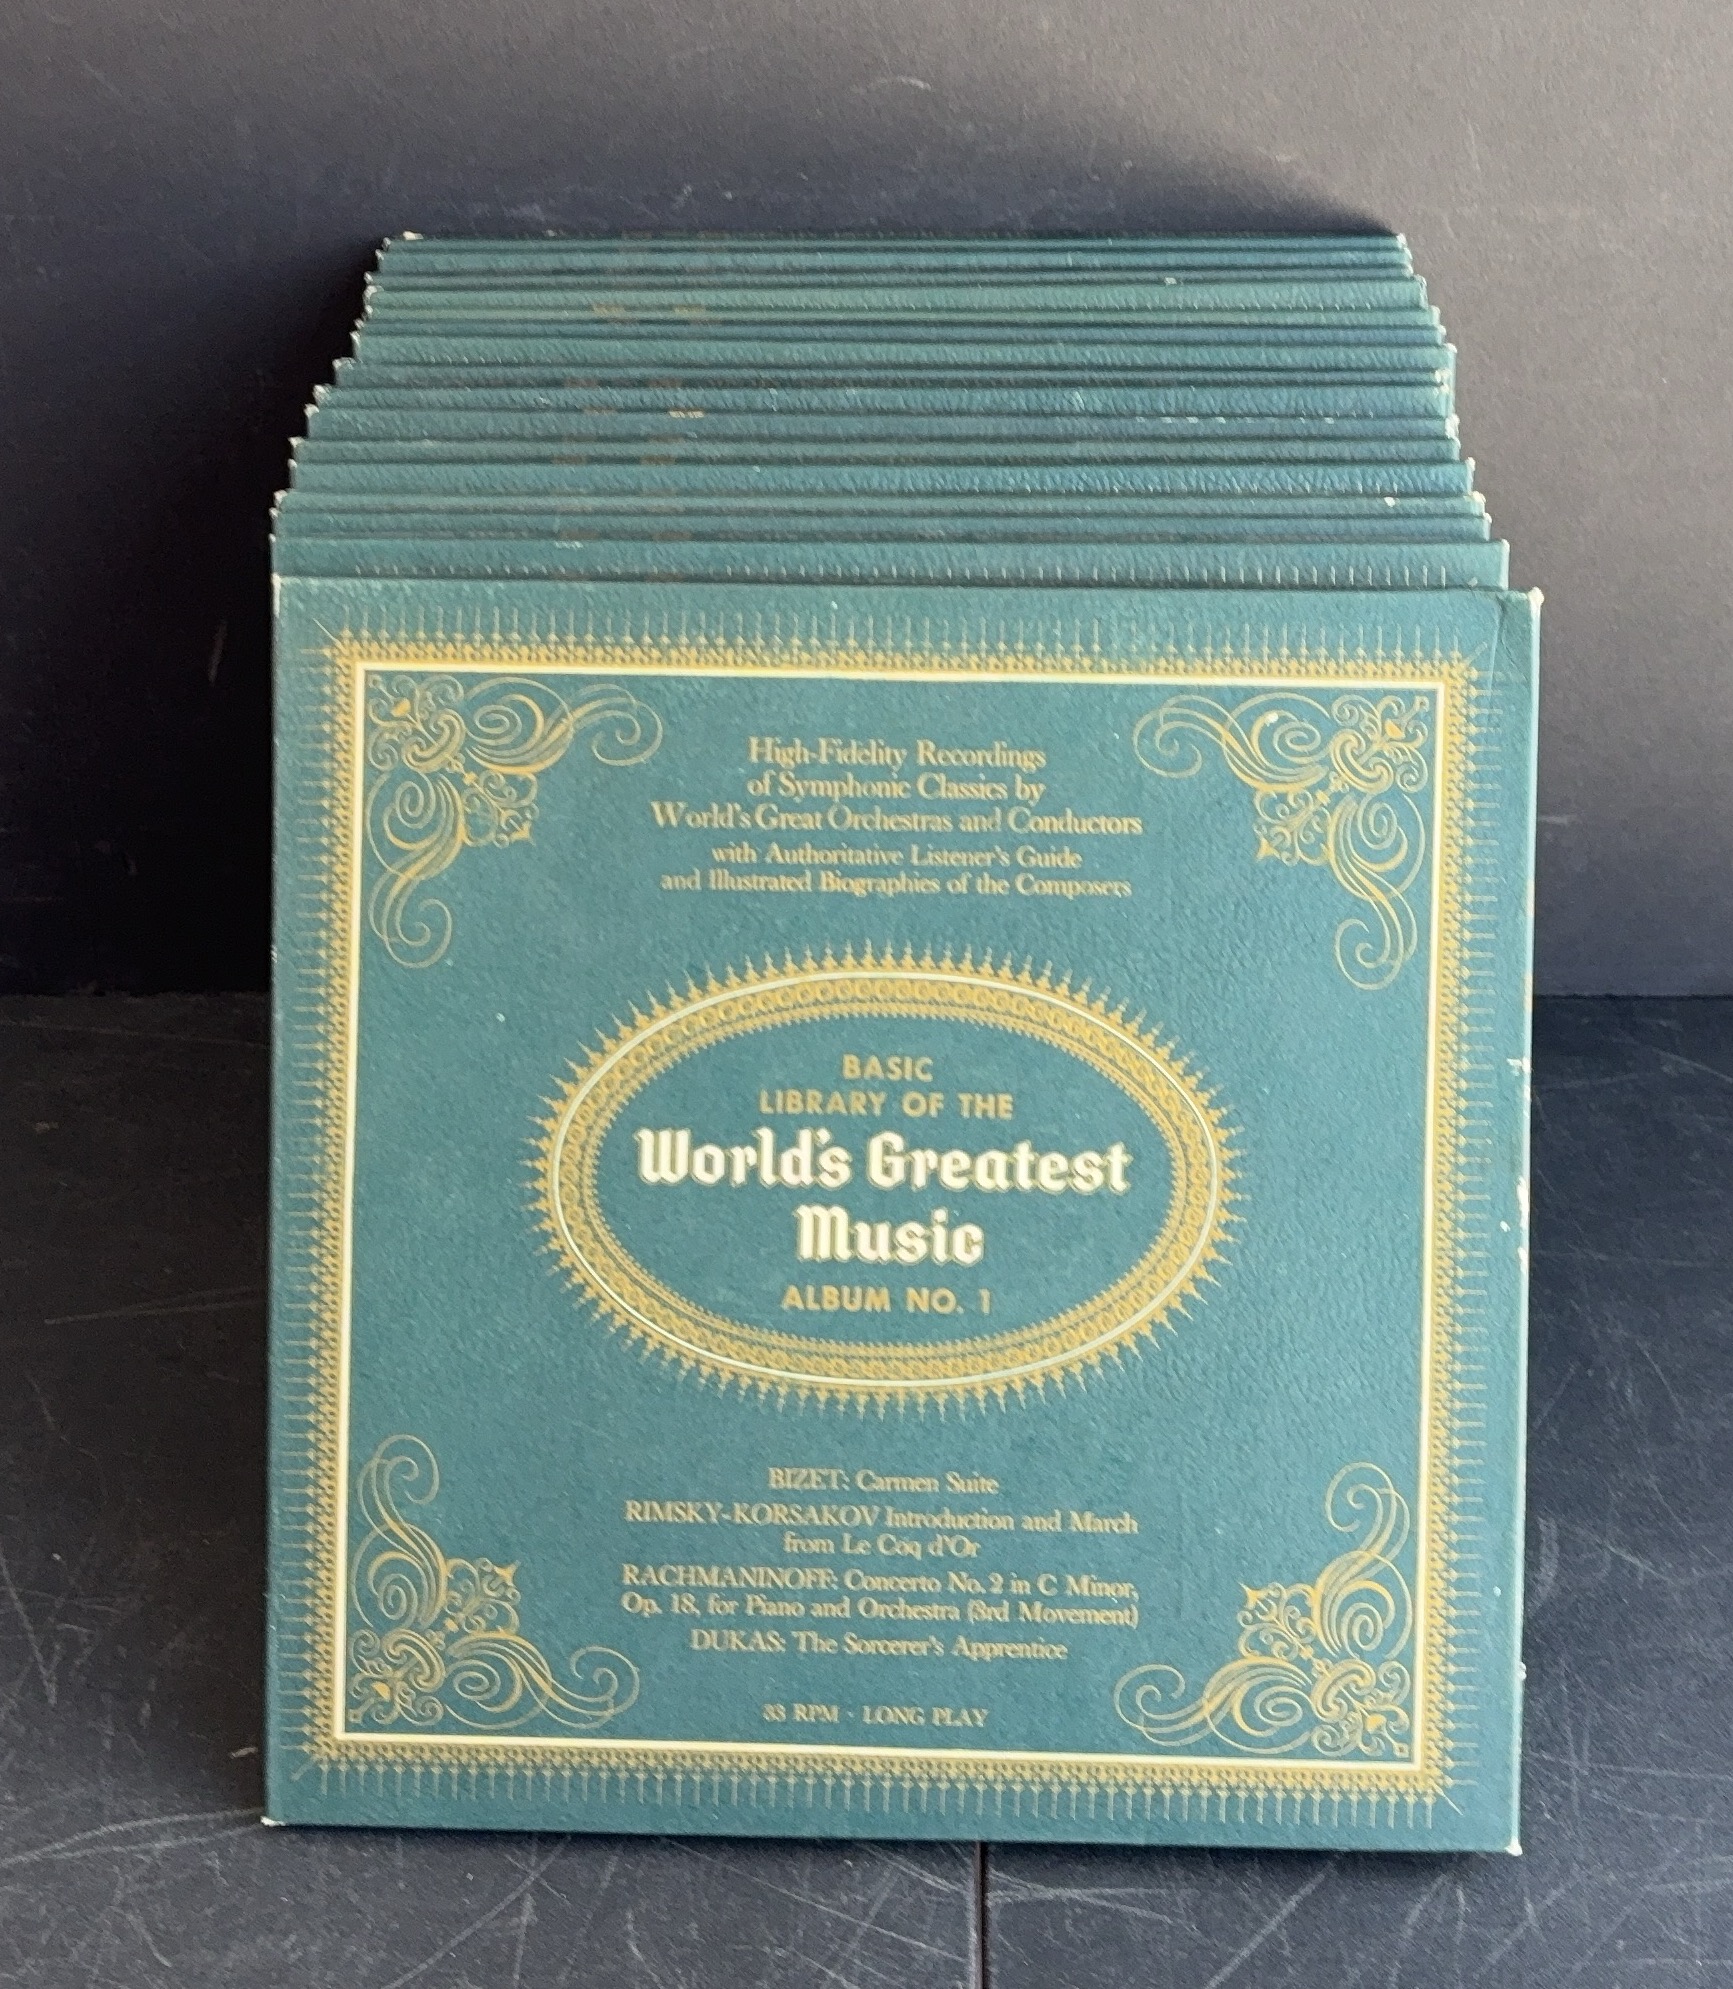 High-Fidelity Recordings
of Symphonic Classics by
World's Great Orchestras and Conductors
with Authoritative Listener's Guide
and Illustrated Biographies of the Composers
BASIC
LIBRARY OF THE
World's Greatest
Music
ALBUM NO. 1
BIZET: Carmen Suite
RIMSKY-KORSAKOV Introduction and March
from Le Coq d'Or
RACHMANINOFF: Concerto No. 2 in C Minor,
Op. 18, for Piano and Orchestra (3rd Movement)
DUKAS: The Sorcerer's Apprentice
33 RPM · LONG PLAY